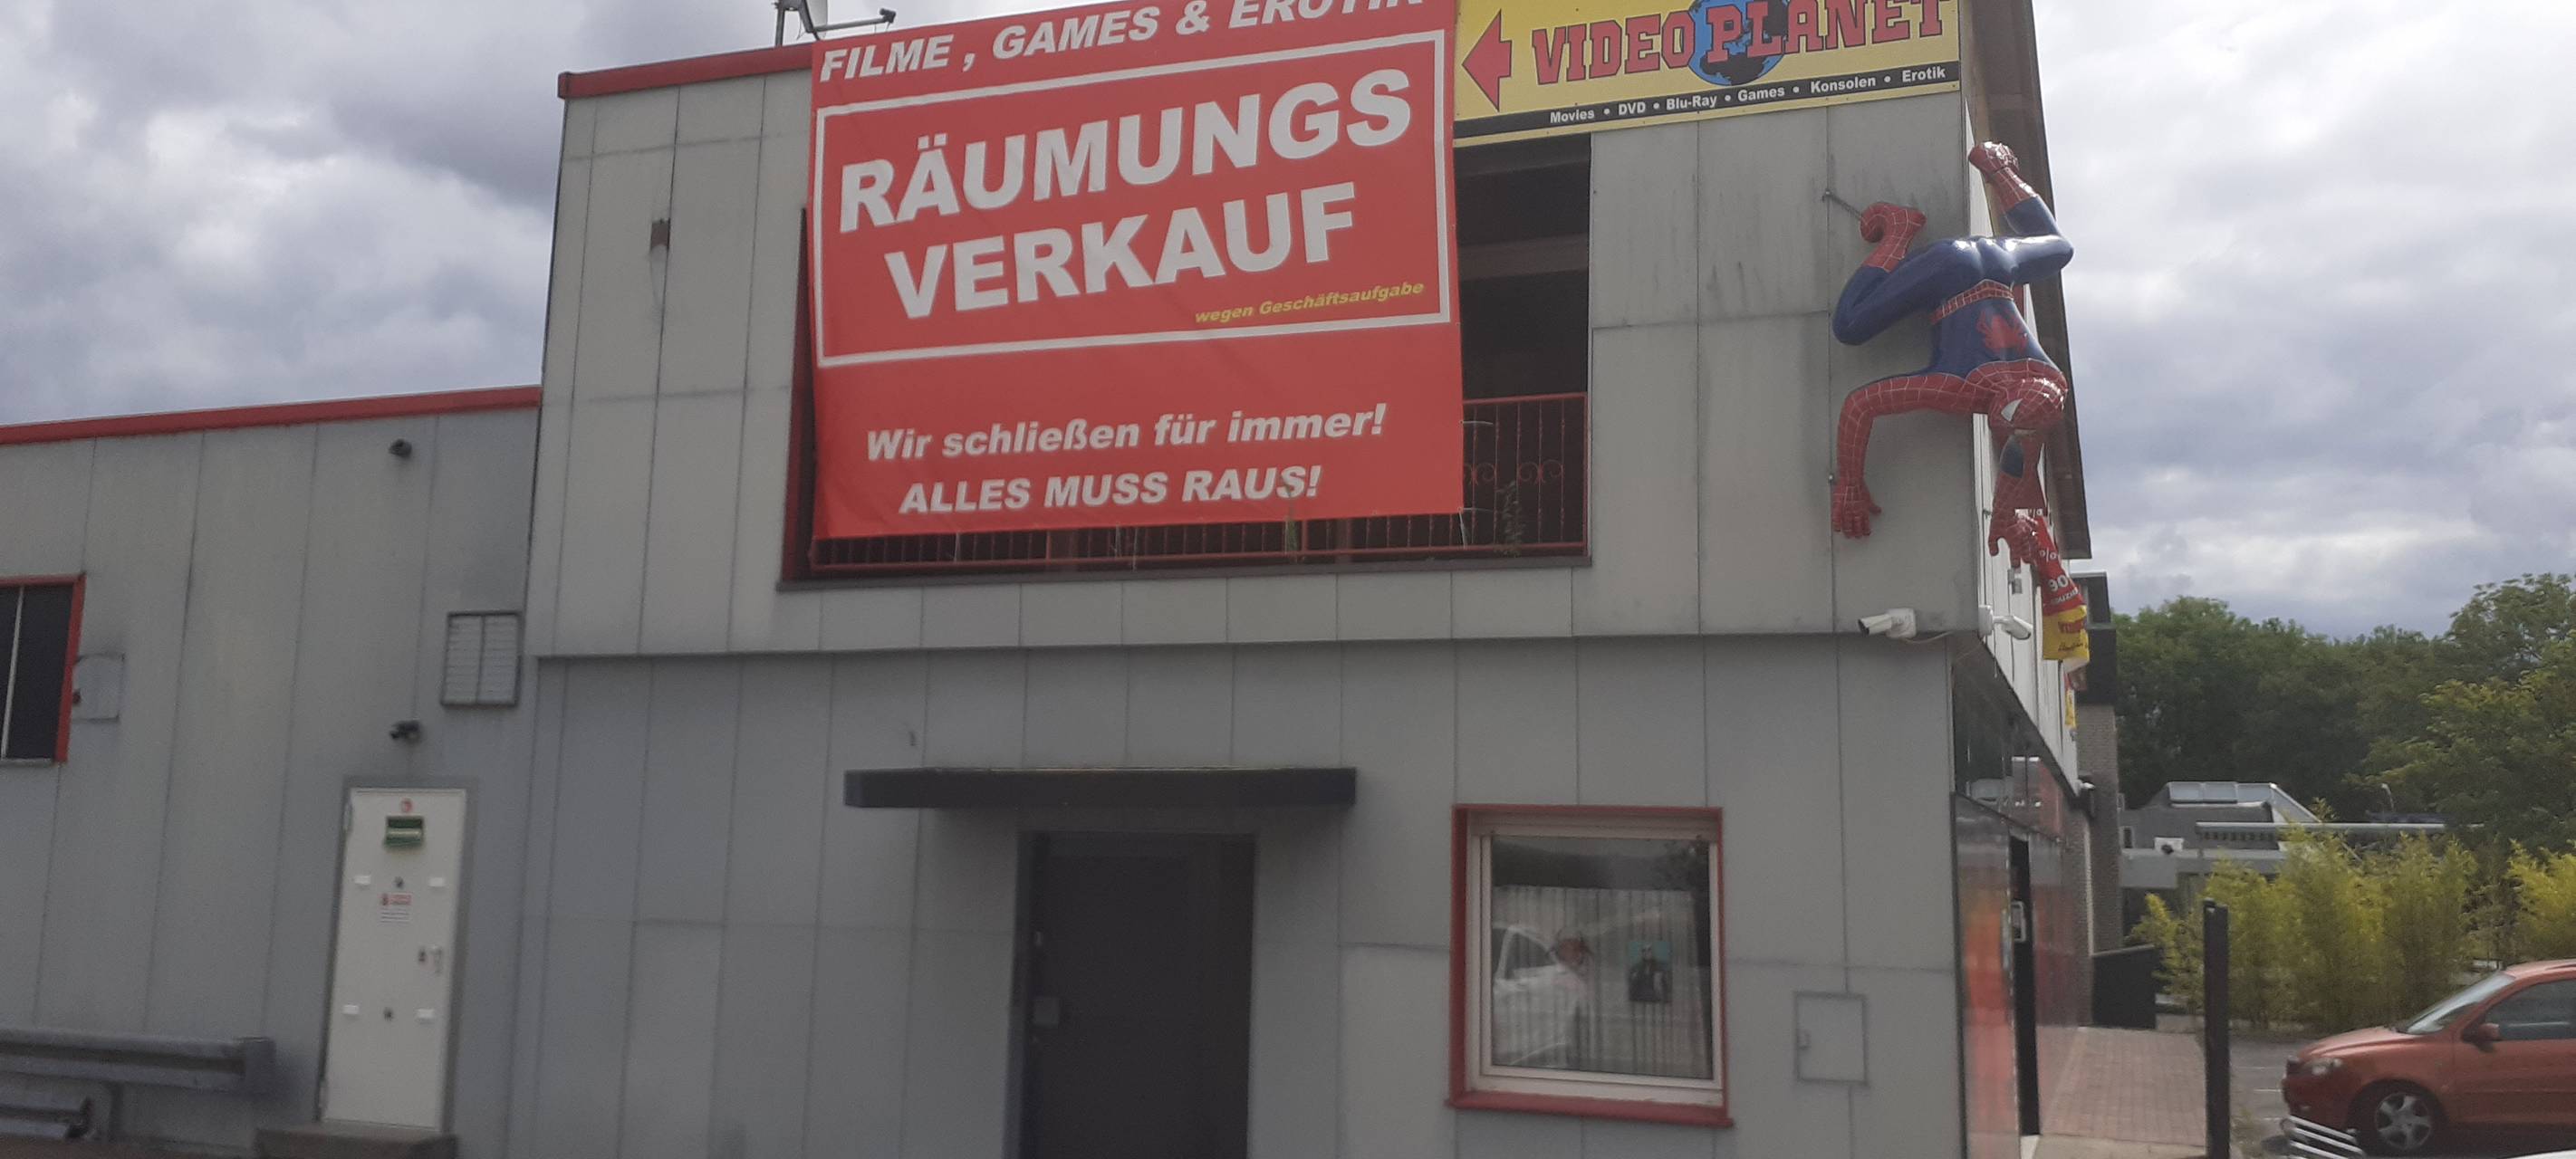 FILME , GAMES & EROTIK
RÄUMUNGS
VERKAUF
wegen Geschäftsaufgabe
Wir schließen für immer!
ALLES MUSS RAUS!
VIDEO PLANET
Movies • DVD • Blu-Ray • Games • Konsolen • Erotik
%
90